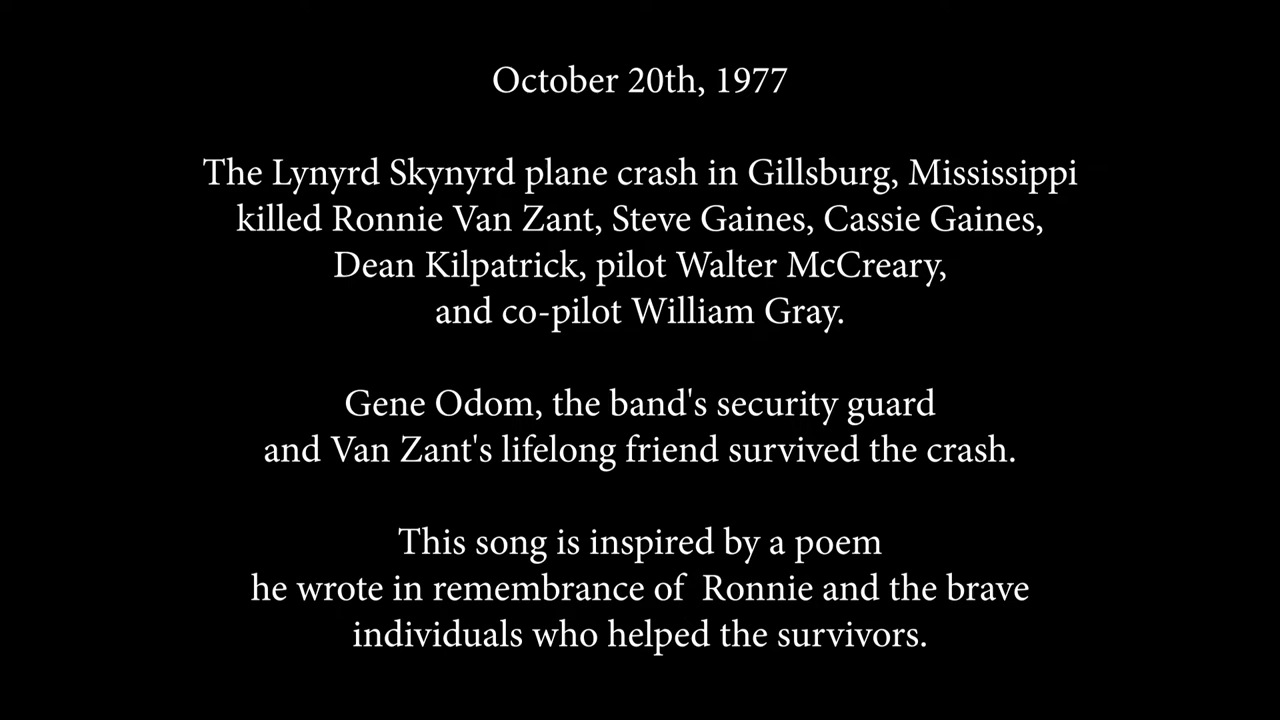 October 20th, 1977
The Lynyrd Skynyrd plane crash in Gillsburg, Mississippi
killed Ronnie Van Zant, Steve Gaines, Cassie Gaines,
Dean Kilpatrick, pilot Walter McCreary,
and co-pilot William Gray.
Gene Odom, the band's security guard
and Van Zant's lifelong friend survived the crash.
This song is inspired by a poem
he wrote in remembrance of  Ronnie and the brave
individuals who helped the survivors.